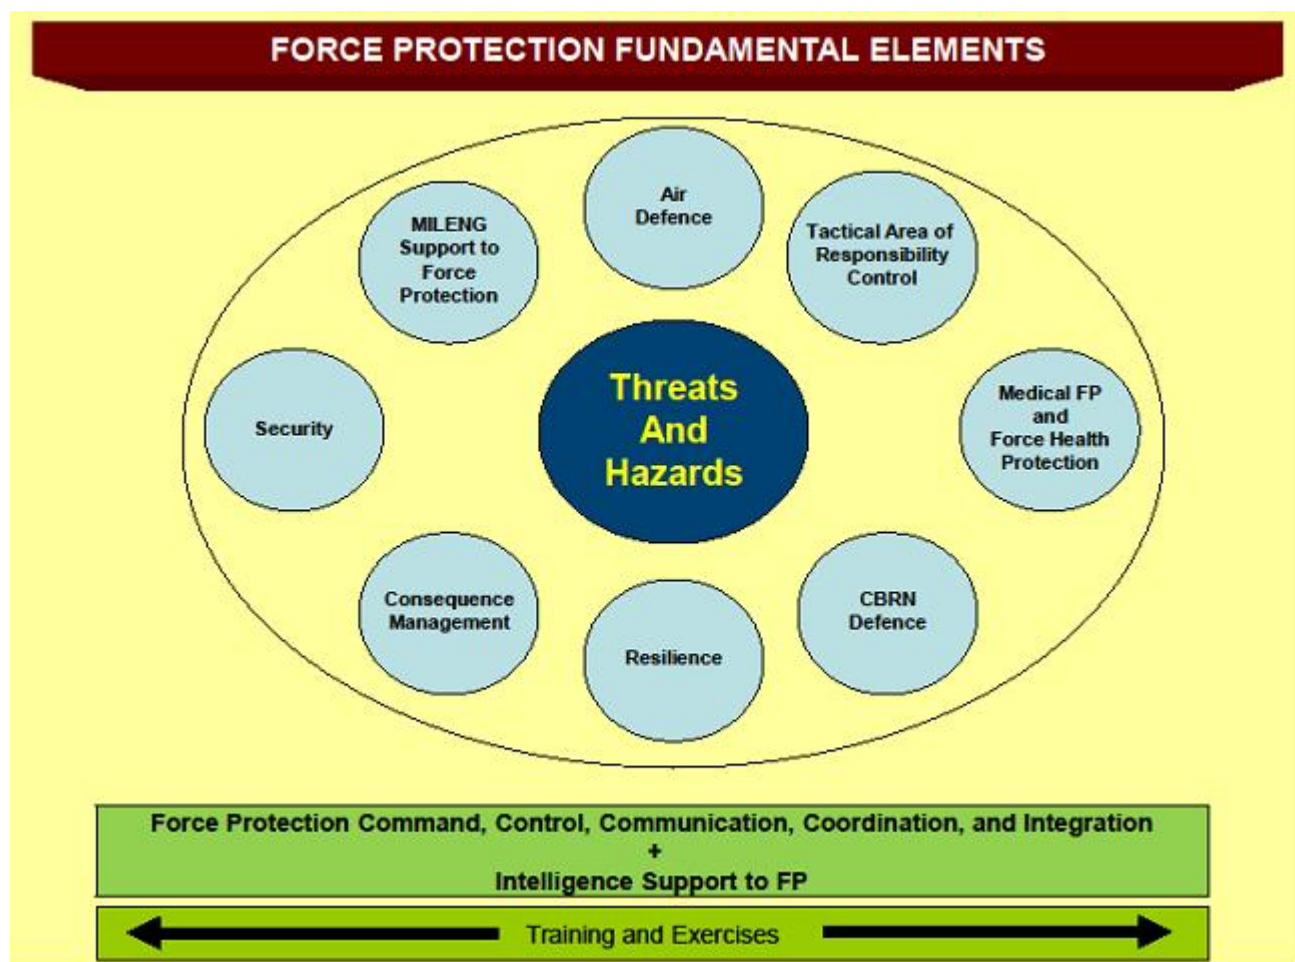 FORCE PROTECTION FUNDAMENTAL ELEMENTS
Air
Defence
MILENG
Support to
Force
Protection
Tactical Area of
Responsibility
Control
Threats
And
Hazards
Security
Medical FP
and
Force Health
Protection
Consequence
Management
Resilience
CBRN
Defence
Force Protection Command, Control, Communication, Coordination, and Integration
+
Intelligence Support to FP
Training and Exercises